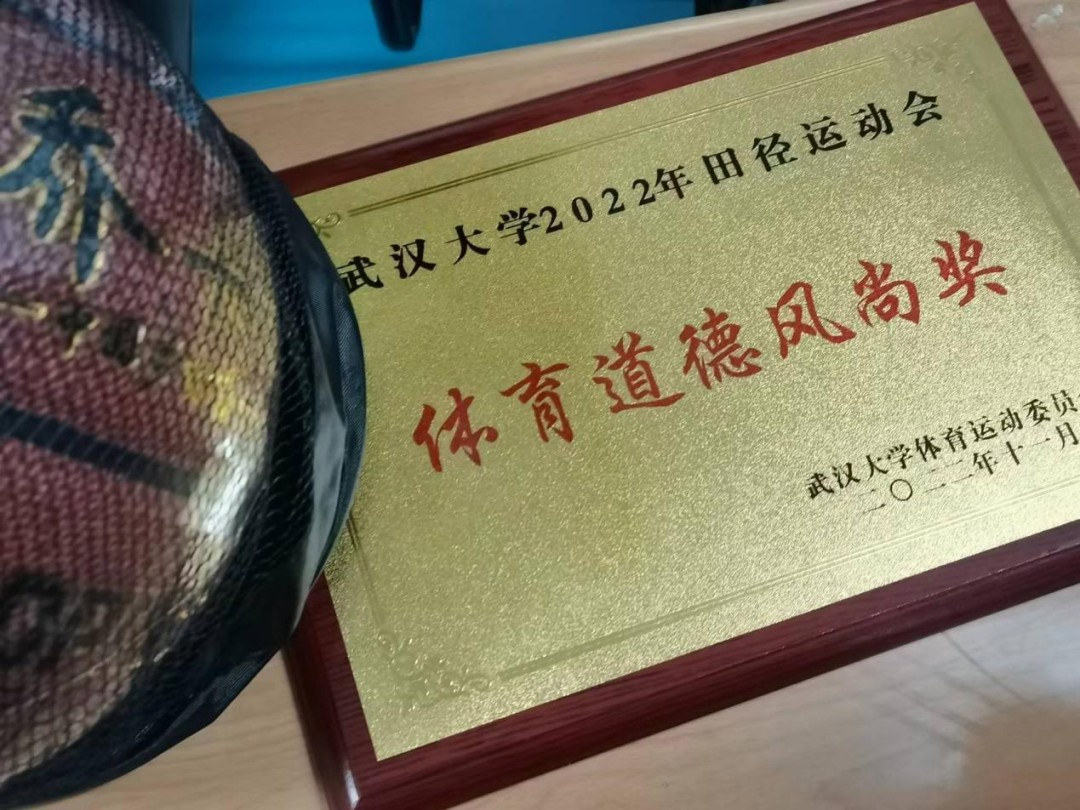 乔
武汉大学2022年田径运动会
体育道德风尚奖
武汉大学体育运动委员
二〇二二年十一月